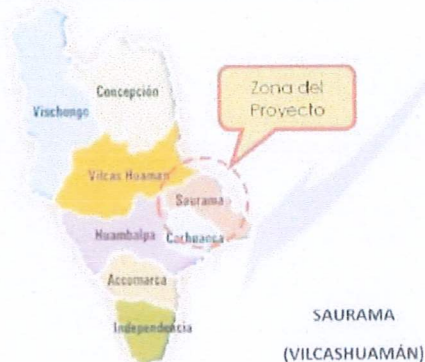 Concepción
Vischongo
Zona del
Proyecto
Vilcas Huaman
Saurama
Huambalpa
Carhuanca
Accomarca
Independencia
SAURAMA
(VILCASHUAMÁN)